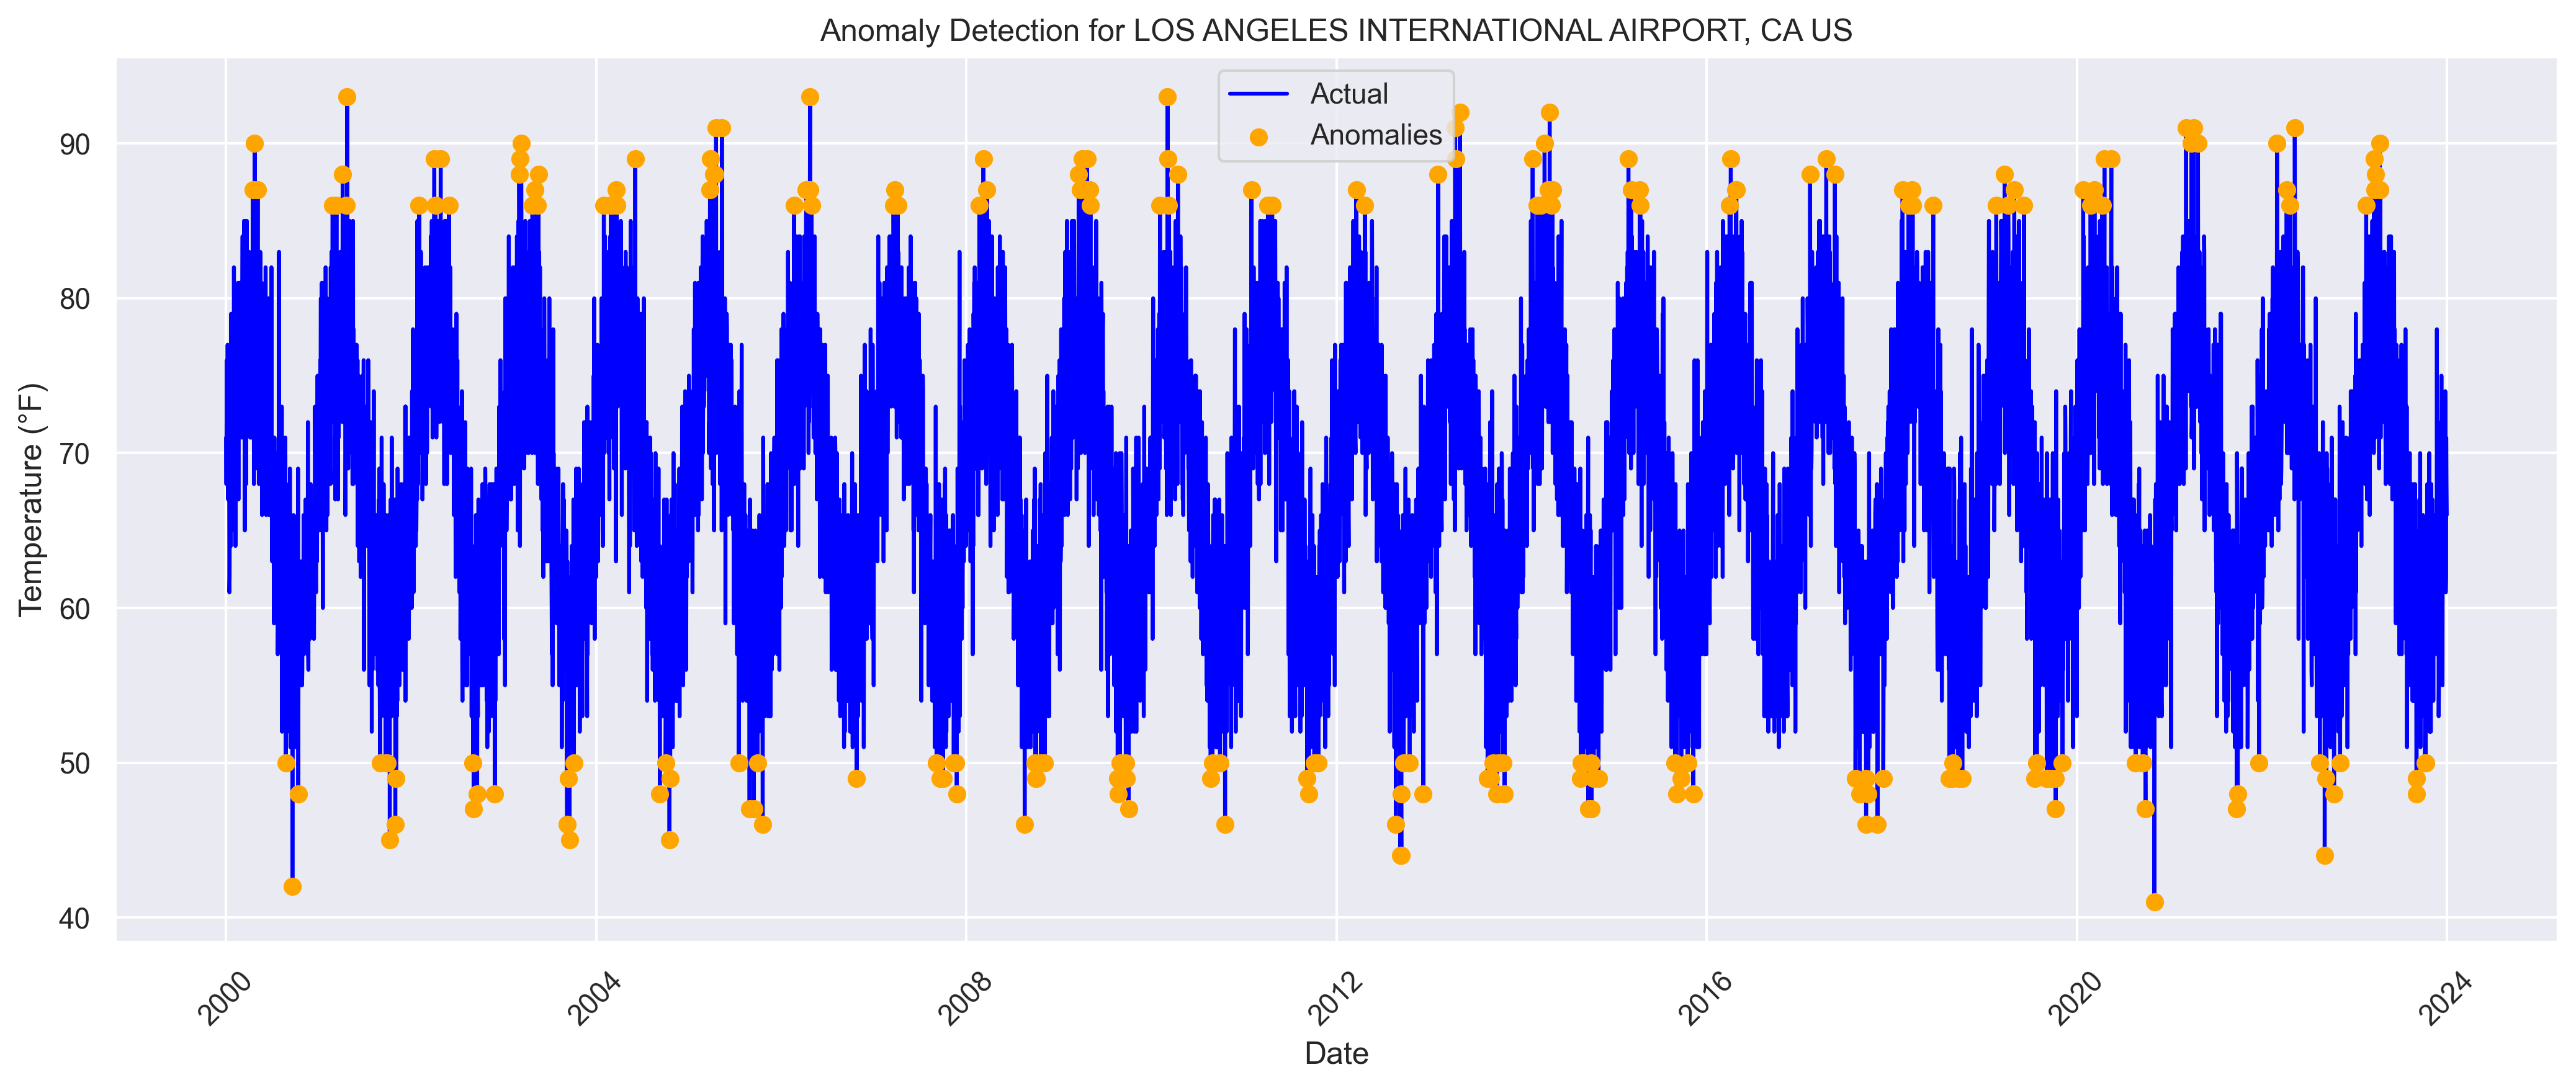 Anomaly Detection for LOS ANGELES INTERNATIONAL AIRPORT, CA US
Actual
Anomalies
Temperature (°F)
90
80
70
60
50
40
2000
2004
2008
2012
2016
2020
2024
Date